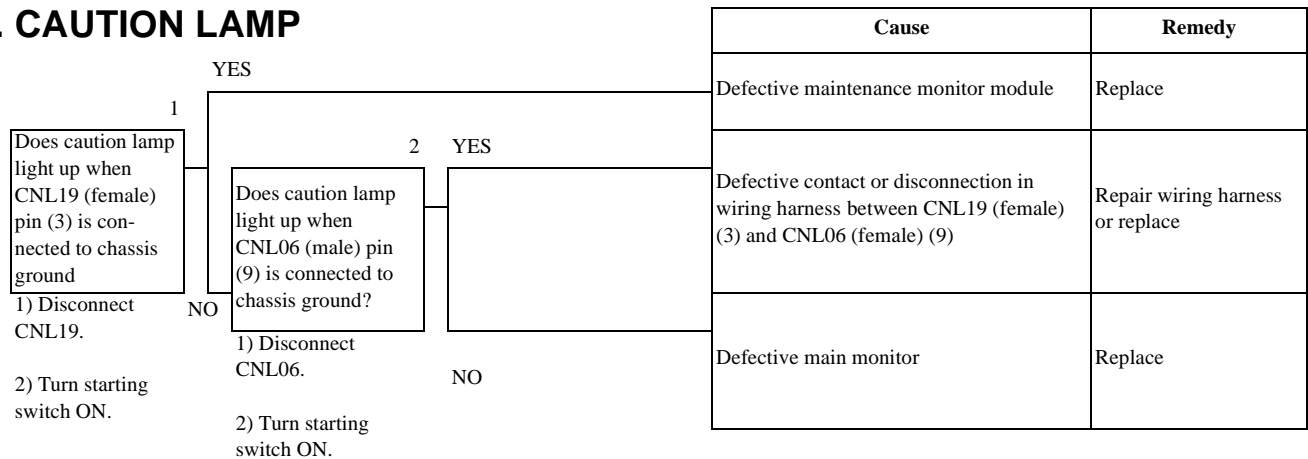 . CAUTION LAMP
YES
1
Does caution lamp
light up when
CNL19 (female)
pin (3) is con-
nected to chassis
ground
1) Disconnect
CNL19.
2) Turn starting
switch ON.
NO
2
YES
Does caution lamp
light up when
CNL06 (male) pin
(9) is connected to
chassis ground?
1) Disconnect
CNL06.
2) Turn starting
switch ON.
NO
Cause
Remedy
Defective maintenance monitor module
Replace
Defective contact or disconnection in
wiring harness between CNL19 (female)
(3) and CNL06 (female) (9)
Repair wiring harness
or replace
Defective main monitor
Replace